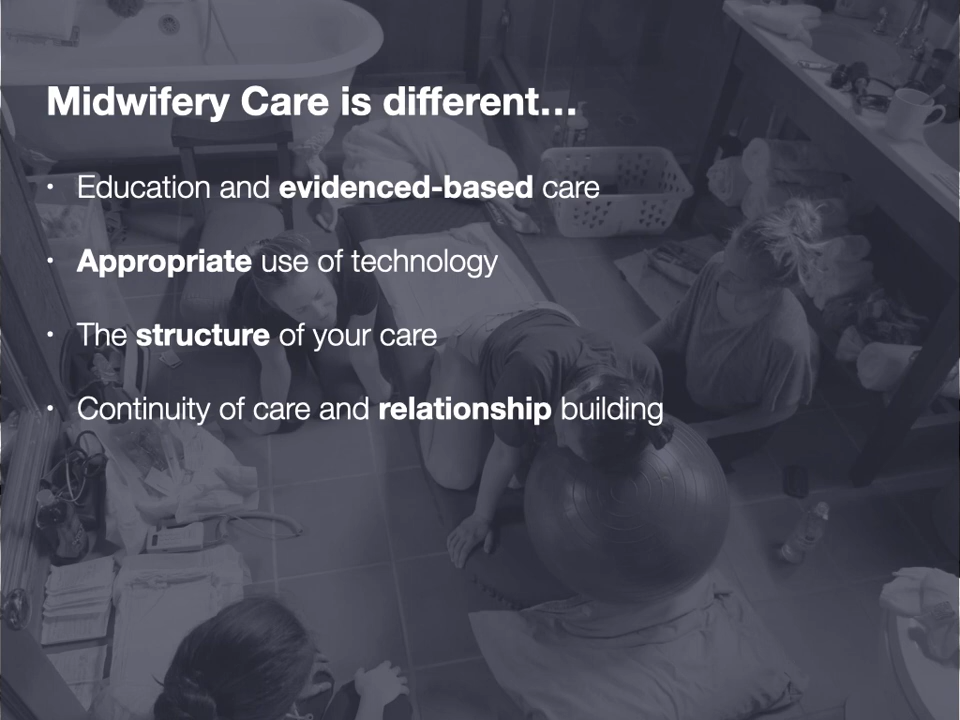 Midwifery Care is different…
• Education and evidenced-based care
• Appropriate use of technology
• The structure of your care
• Continuity of care and relationship building